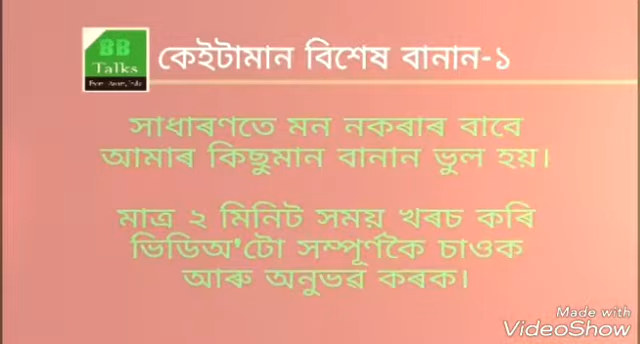 BB
Talks
কেইটামান বিশেষ বানান-১
সাধাৰণতে মন নকৰাৰ বাবে
আমাৰ কিছুমান বানান ভুল হয়।
মাত্ৰ ২ মিনিট সময় খৰচ কৰি
ভিডিঅ'টো সম্পূৰ্ণকৈ চাওক
আৰু অনুভৱ কৰক।
Made with
VideoShow